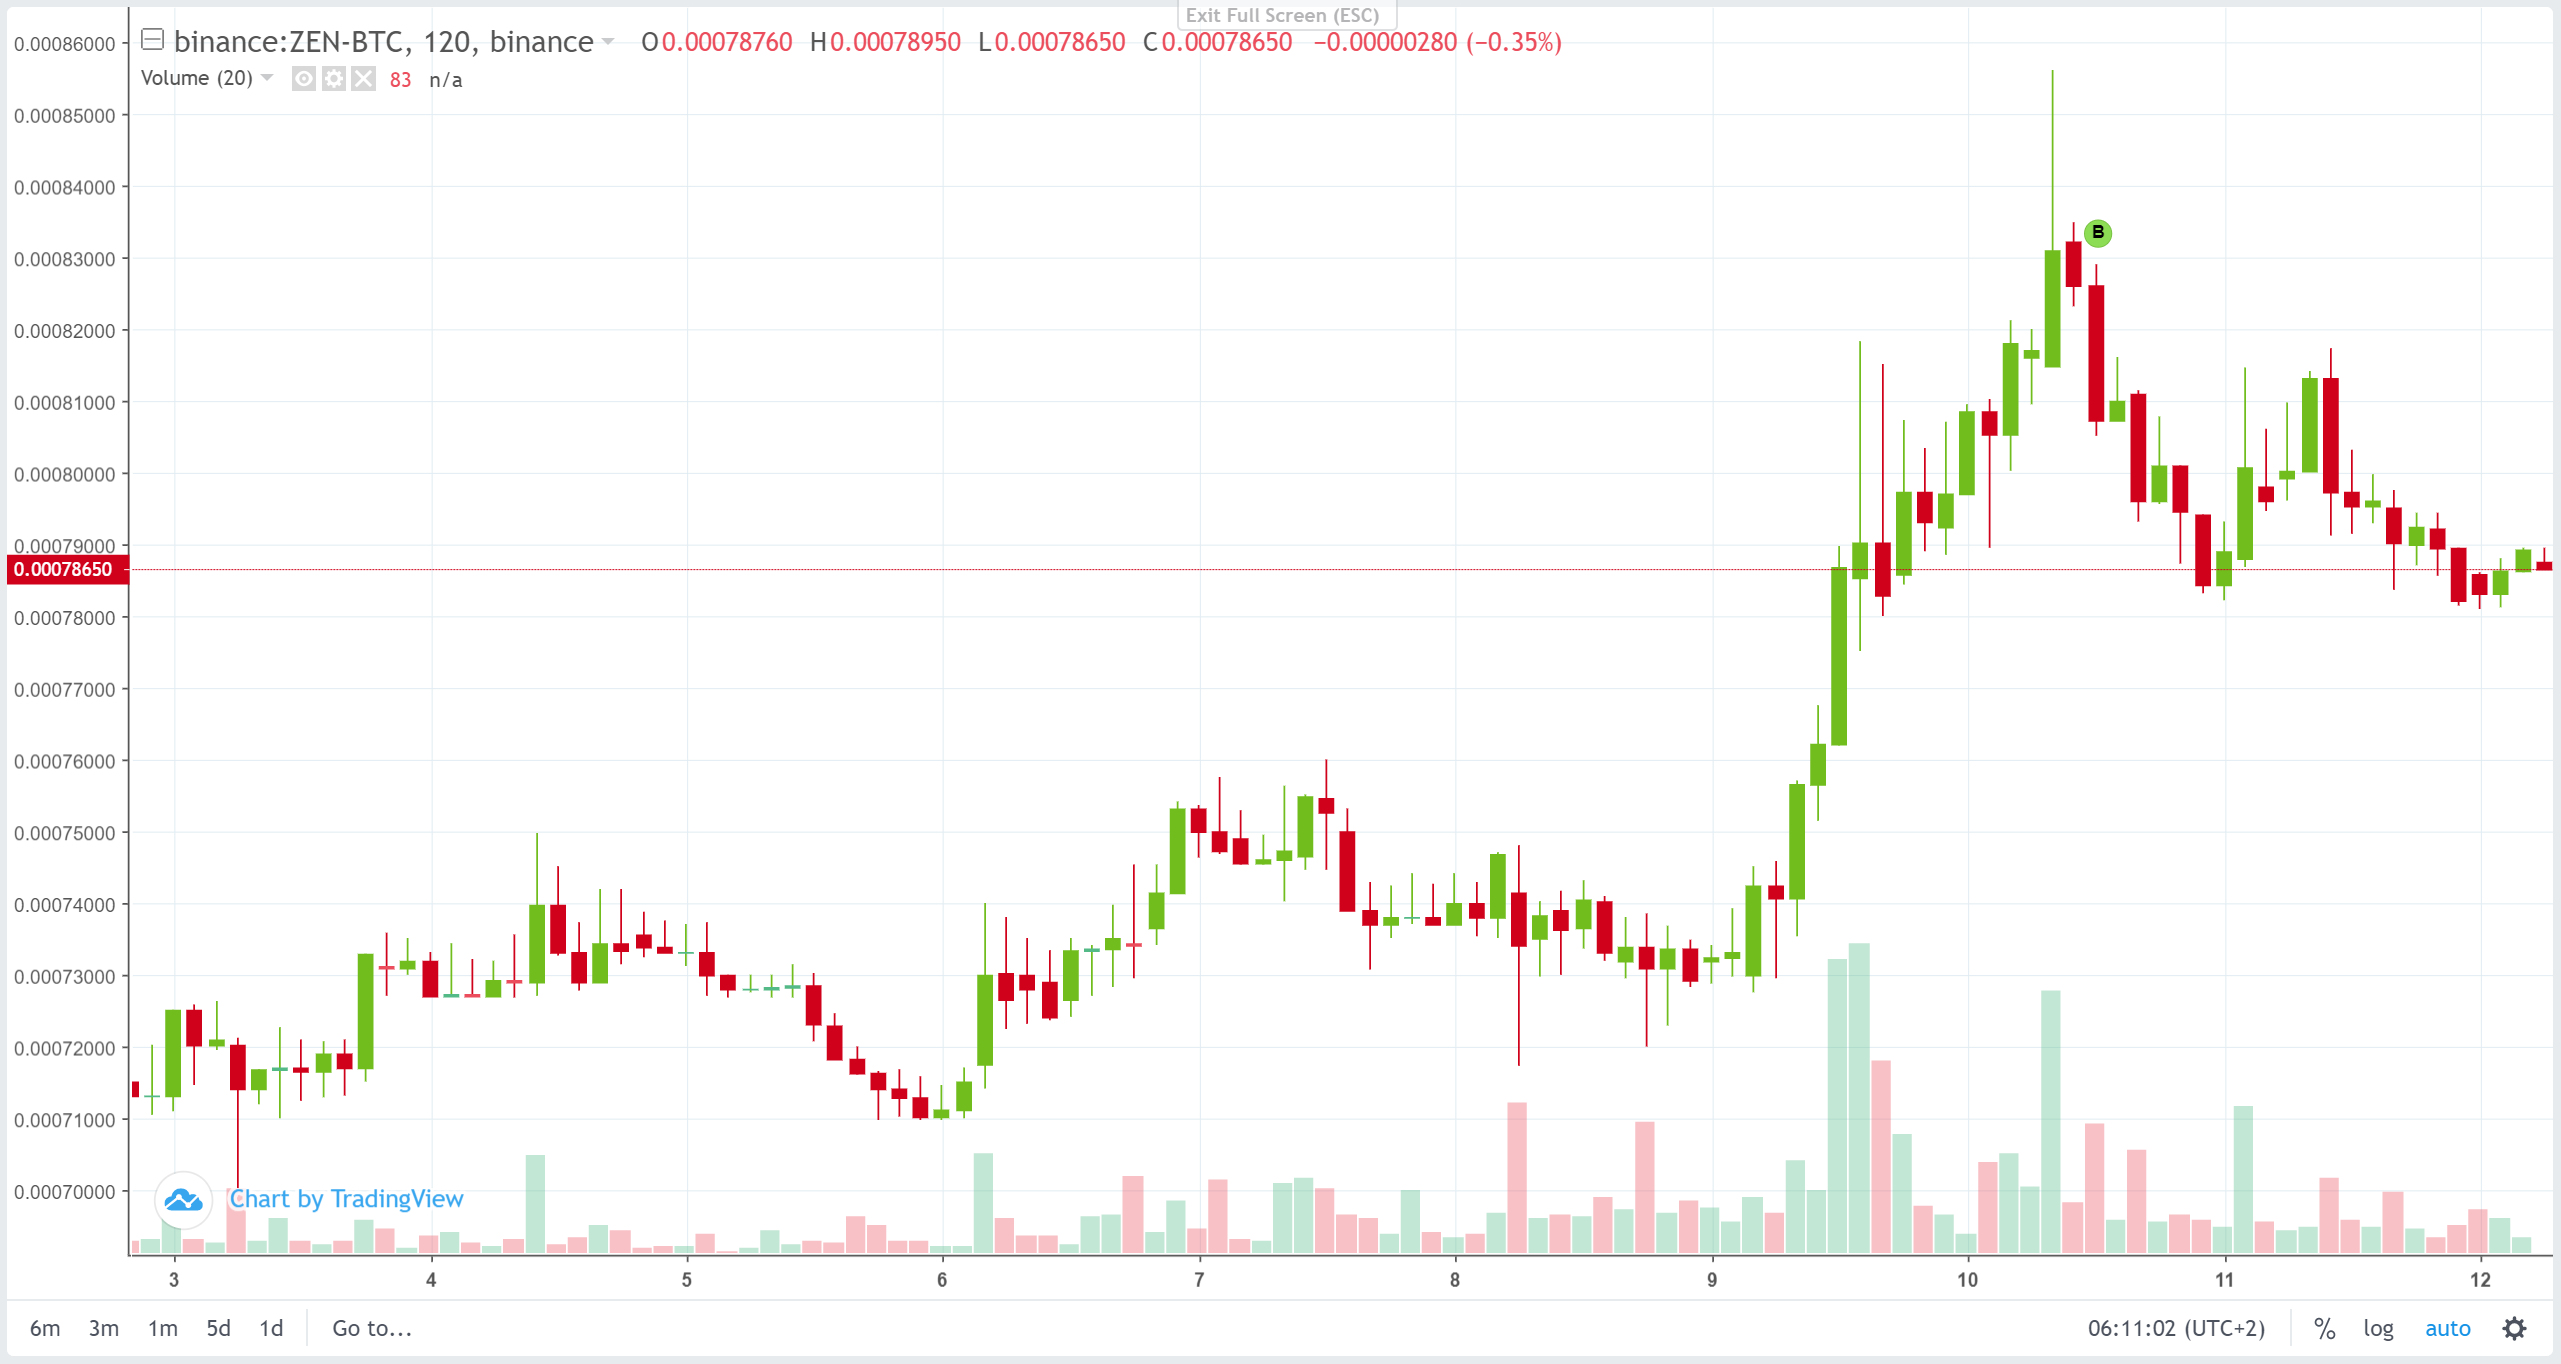 Exit Full Screen (ESC)
binance:ZEN-BTC, 120, binance O0.00078760 H0.00078950 L0.00078650 C0.00078650 −0.00000280 (−0.35%)
Volume (20) 83 n/a
0.00086000
0.00085000
0.00084000
0.00083000
0.00082000
0.00081000
0.00080000
0.00079000
0.00078650
0.00078000
0.00077000
0.00076000
0.00075000
0.00074000
0.00073000
0.00072000
0.00071000
0.00070000
B
Chart by TradingView
3 4 5 6 7 8 9 10 11 12
6m 3m 1m 5d 1d Go to... 06:11:02 (UTC+2) % log auto